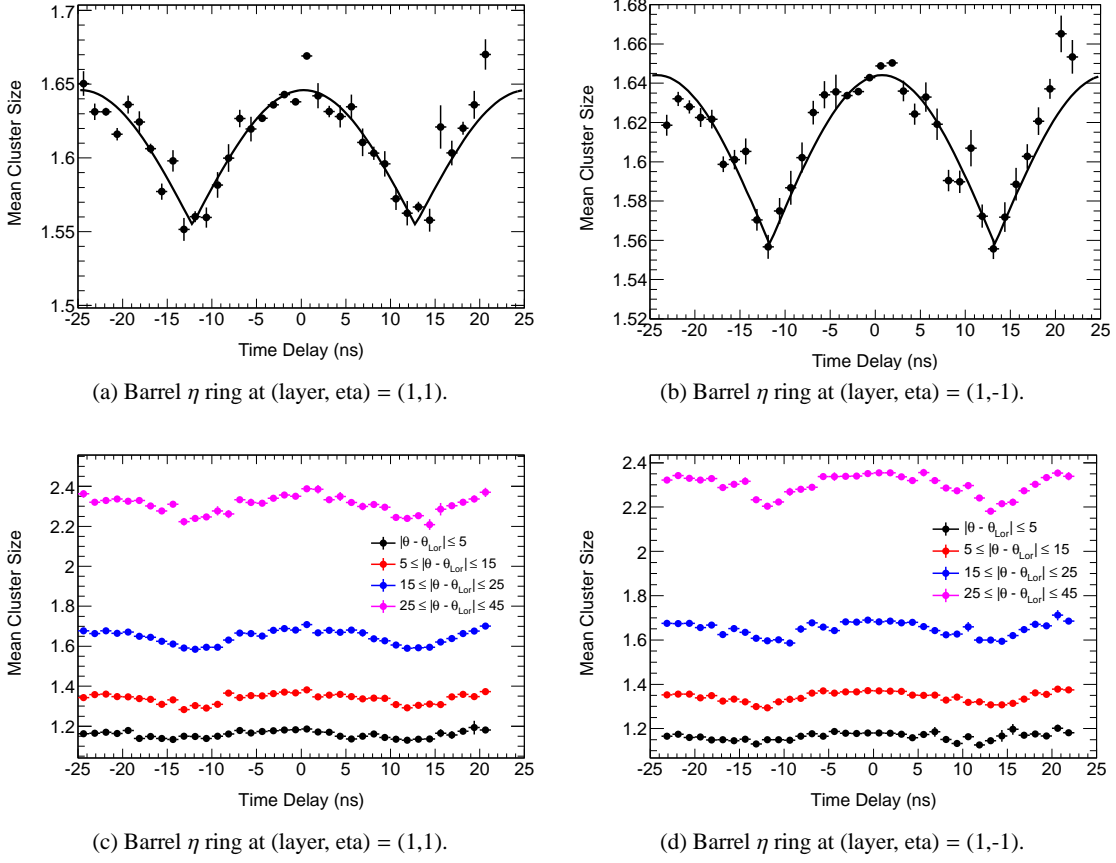 1.7
1.65
1.6
1.55
1.5
Mean Cluster Size
-25 -20 -15 -10 -5 0 5 10 15 20 25
Time Delay (ns)
(a) Barrel η ring at (layer, eta) = (1,1).
1.68
1.66
1.64
1.62
1.6
1.58
1.56
1.54
1.52
Mean Cluster Size
-25 -20 -15 -10 -5 0 5 10 15 20 25
Time Delay (ns)
(b) Barrel η ring at (layer, eta) = (1,-1).
2.4
2.2
2
1.8
1.6
1.4
1.2
Mean Cluster Size
|θ - θLor| ≤ 5
5 ≤ |θ - θLor| ≤ 15
15 ≤ |θ - θLor| ≤ 25
25 ≤ |θ - θLor| ≤ 45
-25 -20 -15 -10 -5 0 5 10 15 20 25
Time Delay (ns)
(c) Barrel η ring at (layer, eta) = (1,1).
2.4
2.2
2
1.8
1.6
1.4
1.2
Mean Cluster Size
|θ - θLor| ≤ 5
5 ≤ |θ - θLor| ≤ 15
15 ≤ |θ - θLor| ≤ 25
25 ≤ |θ - θLor| ≤ 45
-25 -20 -15 -10 -5 0 5 10 15 20 25
Time Delay (ns)
(d) Barrel η ring at (layer, eta) = (1,-1).